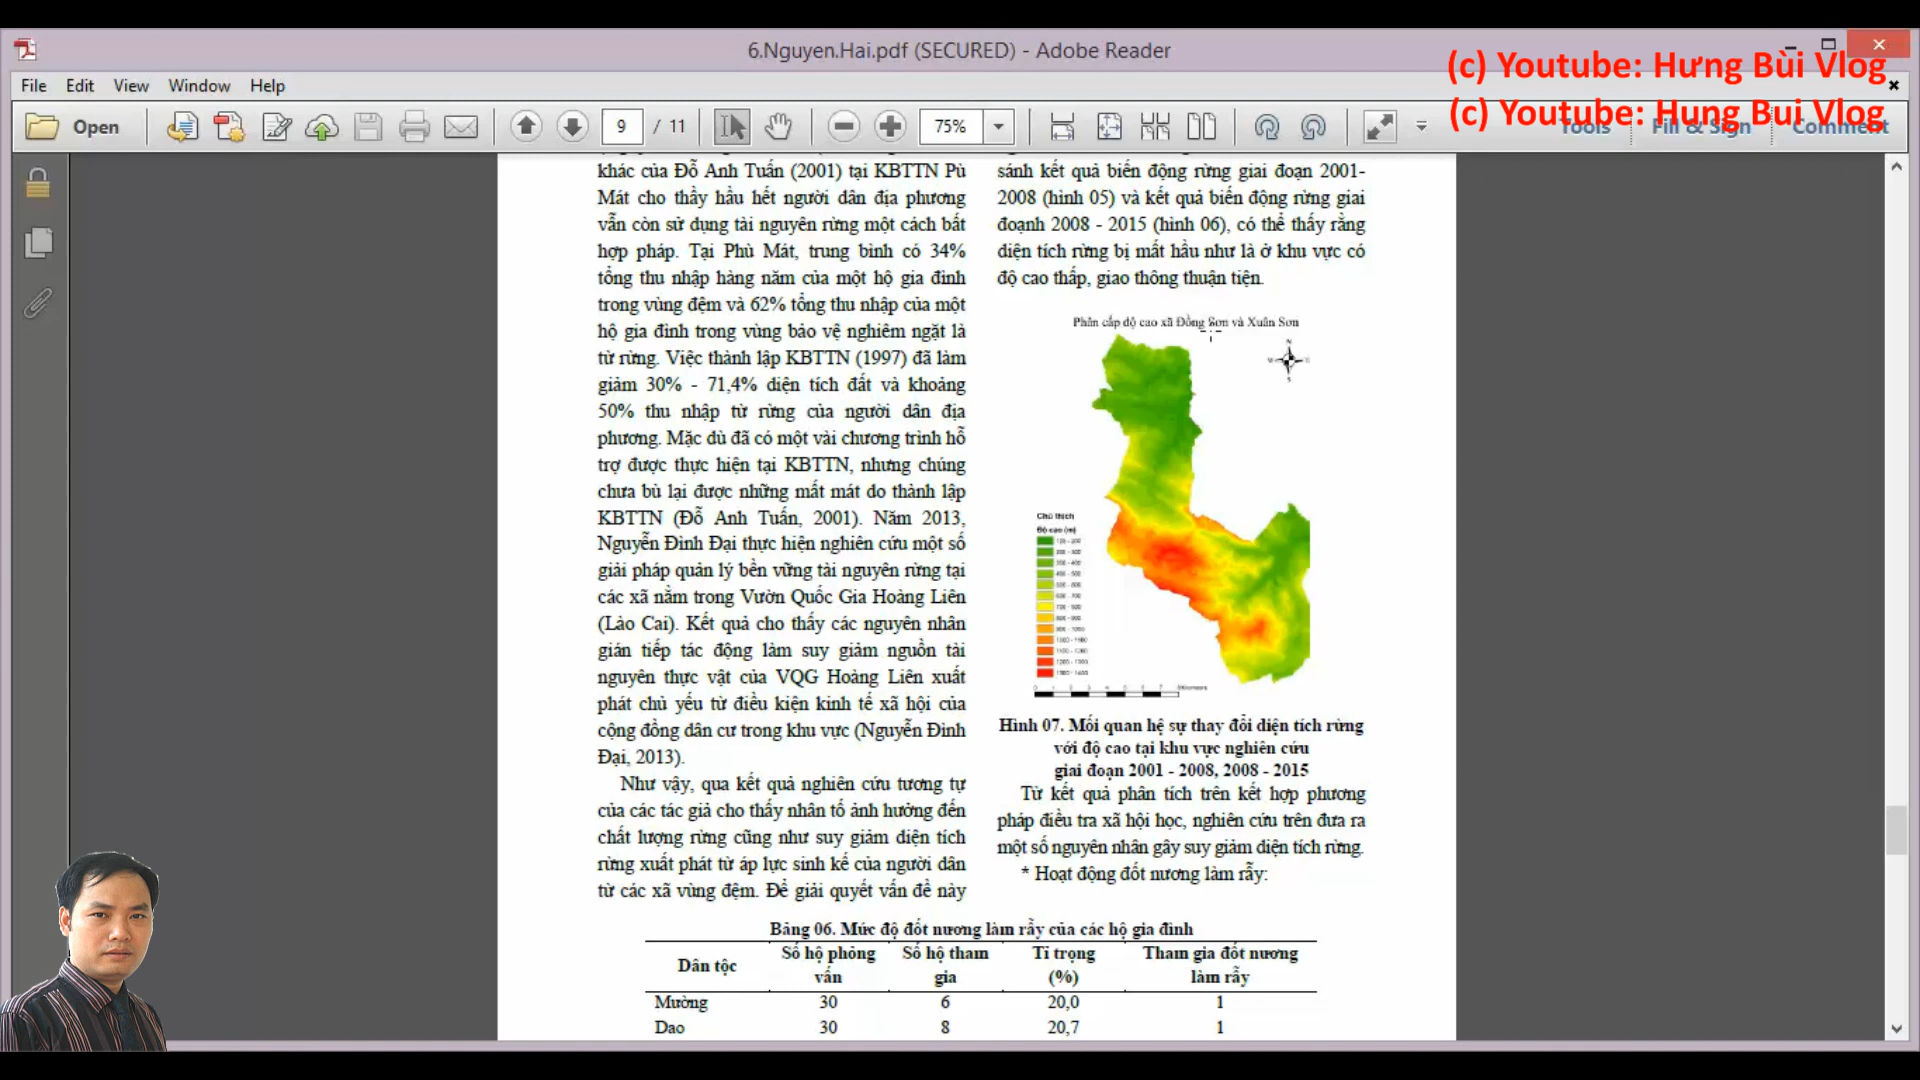 6.Nguyen.Hai.pdf (SECURED) - Adobe Reader
(c) Youtube: Hưng Bùi Vlog
(c) Youtube: Hung Bui Vlog
File Edit View Window Help
Open
9 / 11
75%
Tools Fill & Sign Comment
khác của Đỗ Anh Tuấn (2001) tại KBTTN Pù
Mát cho thấy hầu hết người dân địa phương
vẫn còn sử dụng tài nguyên rừng một cách bất
hợp pháp. Tại Phù Mát, trung bình có 34%
tổng thu nhập hàng năm của một hộ gia đình
trong vùng đệm và 62% tổng thu nhập của một
hộ gia đình trong vùng bảo vệ nghiêm ngặt là
từ rừng. Việc thành lập KBTTN (1997) đã làm
giảm 30% - 71,4% diện tích đất và khoảng
50% thu nhập từ rừng của người dân địa
phương. Mặc dù đã có một vài chương trình hỗ
trợ được thực hiện tại KBTTN, nhưng chúng
chưa bù lại được những mất mát do thành lập
KBTTN (Đỗ Anh Tuấn, 2001). Năm 2013,
Nguyễn Đình Đại thực hiện nghiên cứu một số
giải pháp quản lý bền vững tài nguyên rừng tại
các xã nằm trong Vườn Quốc Gia Hoàng Liên
(Lào Cai). Kết quả cho thấy các nguyên nhân
gián tiếp tác động làm suy giảm nguồn tài
nguyên thực vật của VQG Hoàng Liên xuất
phát chủ yếu từ điều kiện kinh tế xã hội của
cộng đồng dân cư trong khu vực (Nguyễn Đình
Đại, 2013).
Như vậy, qua kết quả nghiên cứu tương tự
của các tác giả cho thấy nhân tố ảnh hưởng đến
chất lượng rừng cũng như suy giảm diện tích
rừng xuất phát từ áp lực sinh kế của người dân
từ các xã vùng đệm. Để giải quyết vấn đề này
sánh kết quả biến động rừng giai đoạn 2001-
2008 (hình 05) và kết quả biến động rừng giai
đoạnh 2008 - 2015 (hình 06), có thể thấy rằng
diện tích rừng bị mất hầu như là ở khu vực có
độ cao thấp, giao thông thuận tiện.
Phân cấp độ cao xã Đồng Sơn và Xuân Sơn
N
S
Chú thích
Độ cao (m)
Hình 07. Mối quan hệ sự thay đổi diện tích rừng
với độ cao tại khu vực nghiên cứu
giai đoạn 2001 - 2008, 2008 - 2015
Từ kết quả phân tích trên kết hợp phương
pháp điều tra xã hội học, nghiên cứu trên đưa ra
một số nguyên nhân gây suy giảm diện tích rừng.
* Hoạt động đốt nương làm rẫy:
Bảng 06. Mức độ đốt nương làm rẫy của các hộ gia đình
Dân tộc | Số hộ phỏng vấn | Số hộ tham gia | Tỉ trọng (%) | Tham gia đốt nương làm rẫy
Mường 30 6 20,0 1
Dao 30 8 20,7 1